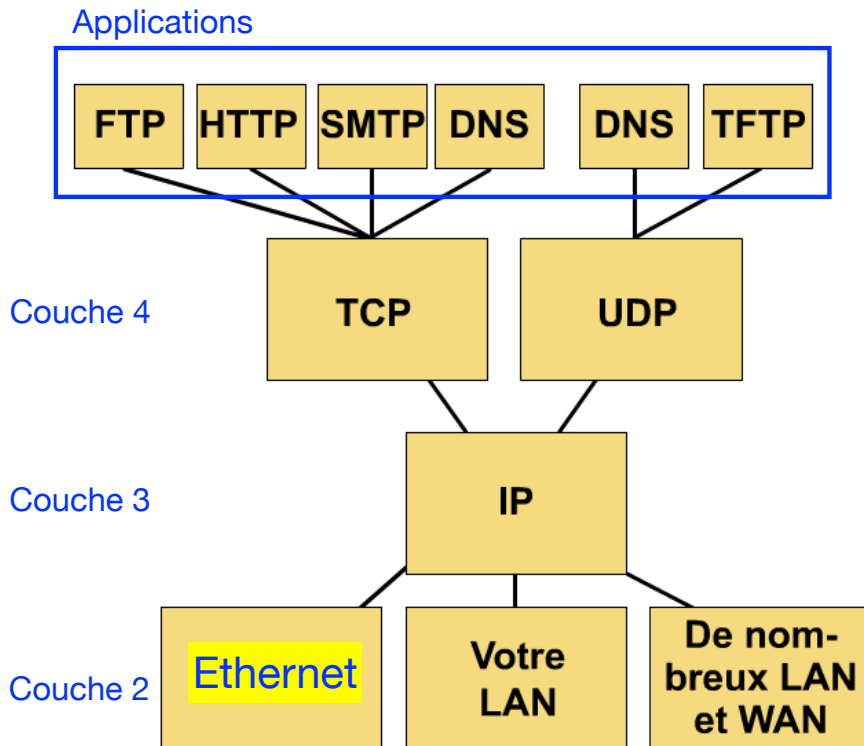 Applications
FTP HTTP SMTP DNS DNS TFTP
Couche 4
TCP UDP
Couche 3
IP
Couche 2
Ethernet
Votre
LAN
De nom-
breux LAN
et WAN